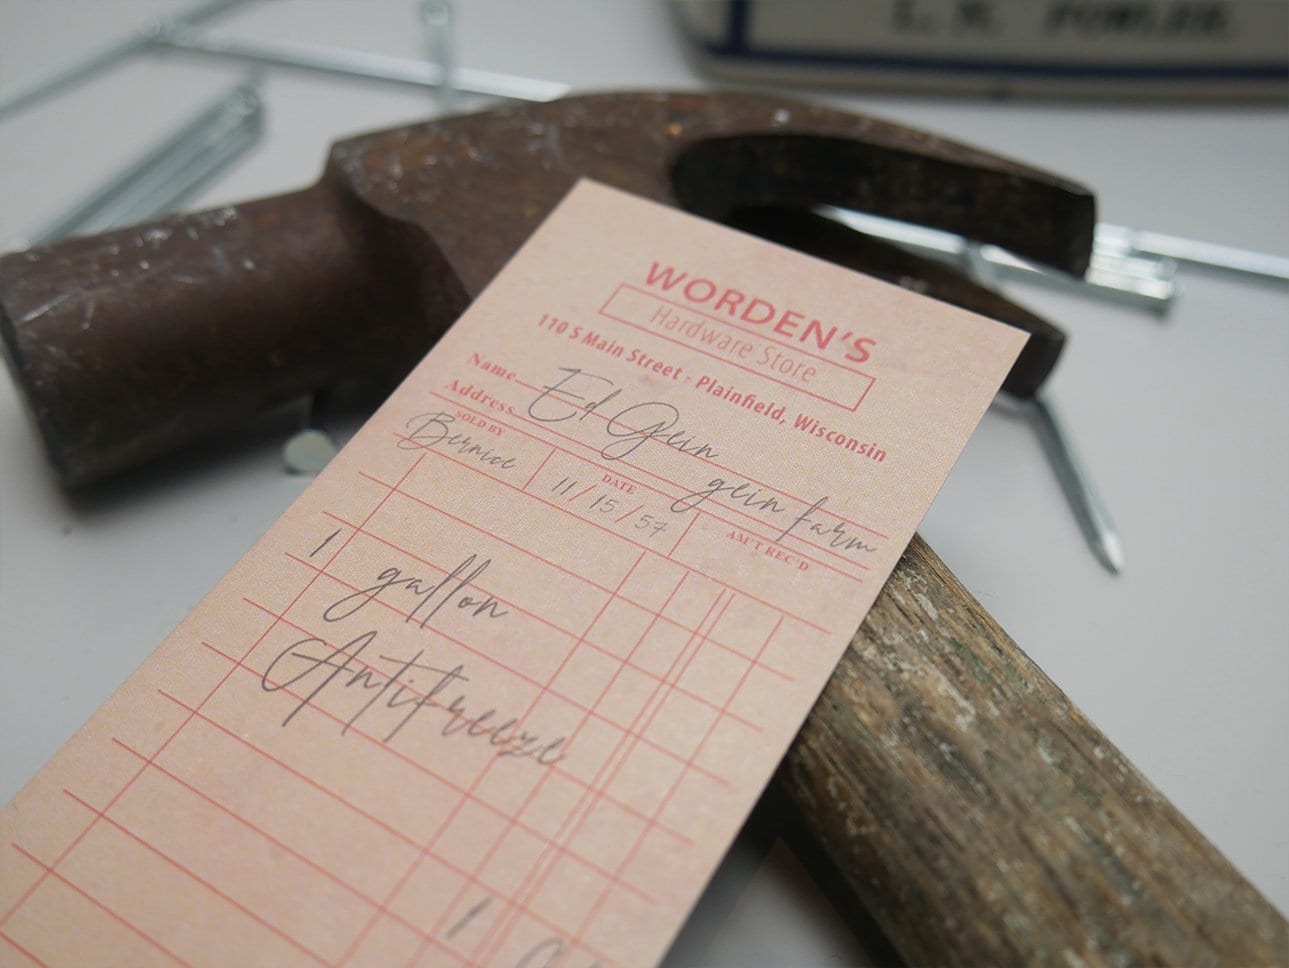 WORDEN'S
Hardware Store
110 S Main Street - Plainfield, Wisconsin
Name Ed Gein
Address gein farm
SOLD BY Bernice
DATE 11/15/57
AM'T REC'D
1 gallon
Antifreeze
1